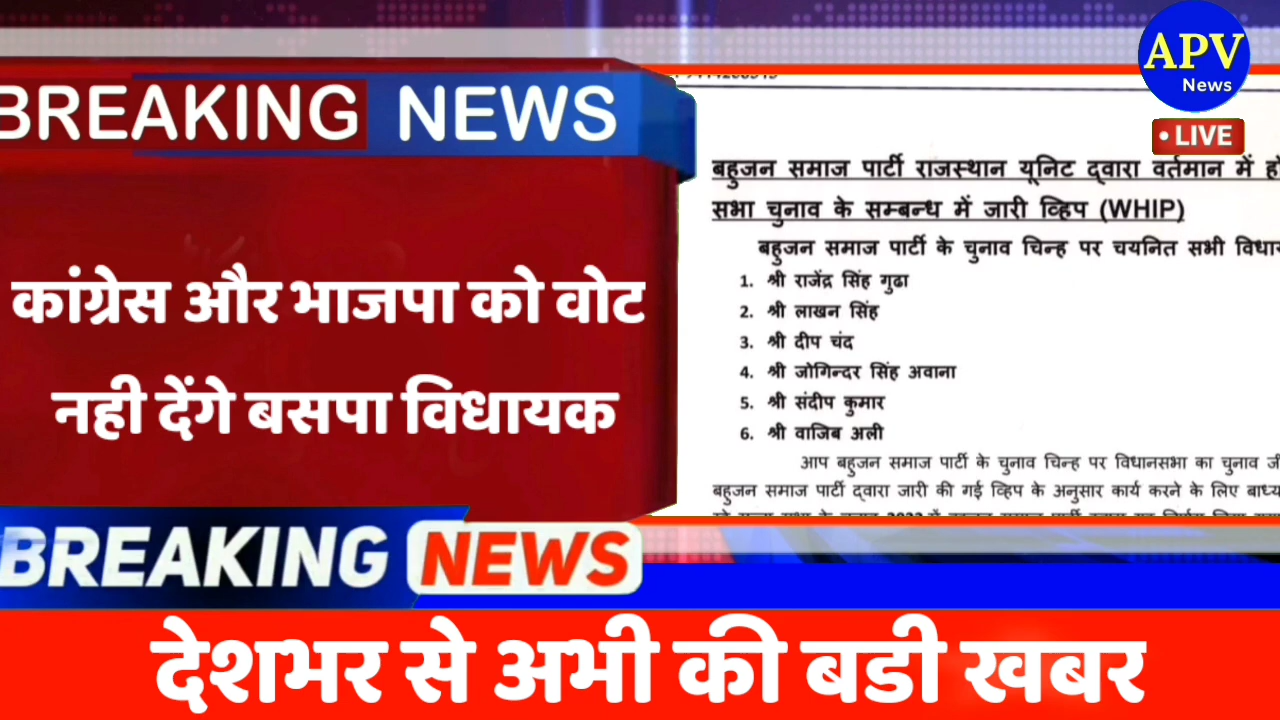 BREAKING NEWS
कांग्रेस और भाजपा को वोट
नही देंगे बसपा विधायक
APV
News
• LIVE
बहुजन समाज पार्टी राजस्थान यूनिट द्वारा वर्तमान में
सभा चुनाव के सम्बन्ध में जारी व्हिप (WHIP)
बहुजन समाज पार्टी के चुनाव चिन्ह पर चयनित सभी
1. श्री राजेंद्र सिंह गुढा
2. श्री लाखन सिंह
3. श्री दीप चंद
4. श्री जोगिन्दर सिंह अवाना
5. श्री संदीप कुमार
6. श्री वाजिब अली
आप बहुजन समाज पार्टी के चुनाव चिन्ह पर विधानसभा का चुनाव
बहुजन समाज पार्टी द्वारा जारी की गई व्हिप के अनुसार कार्य करने के लिए
BREAKING NEWS
देशभर से अभी की बडी खबर